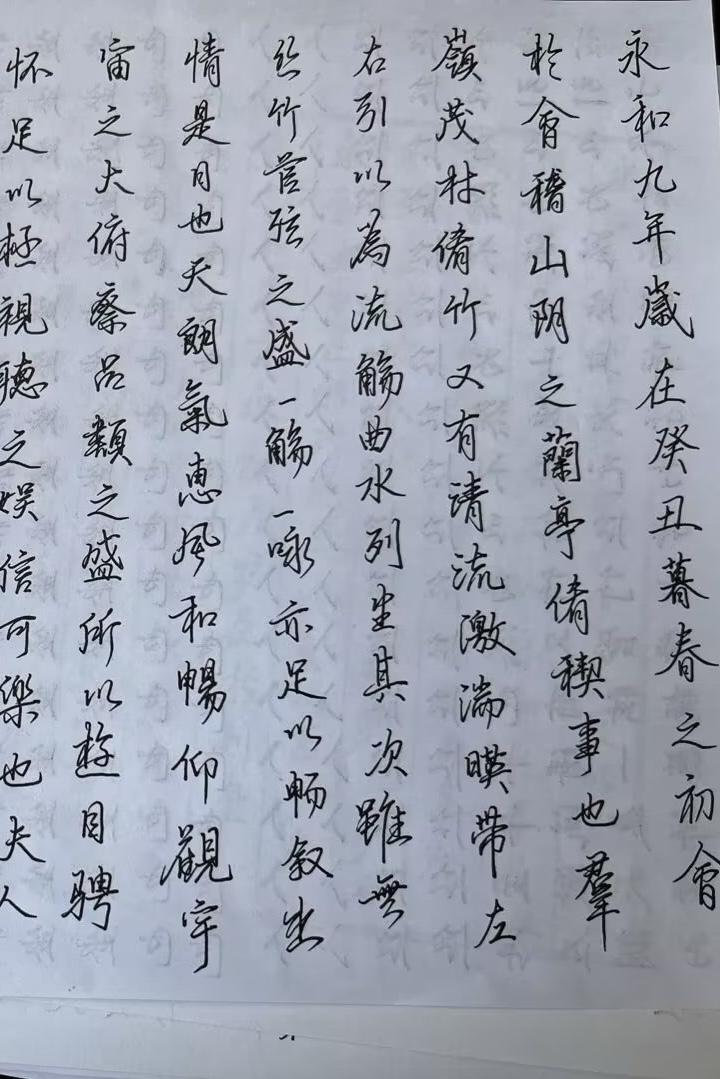 永和九年歲在癸丑暮春之初會
於會稽山阴之蘭亭脩稧事也羣
嶺茂林脩竹又有清流激湍暎带左
右引以為流觴曲水列坐其次雖無
丝竹管弦之盛一觴一咏亦足以畅叙幽
情是日也天朗氣惠風和暢仰觀宇
宙之大俯察品類之盛所以遊目騁
怀足以極視聽之娱信可樂也夫人